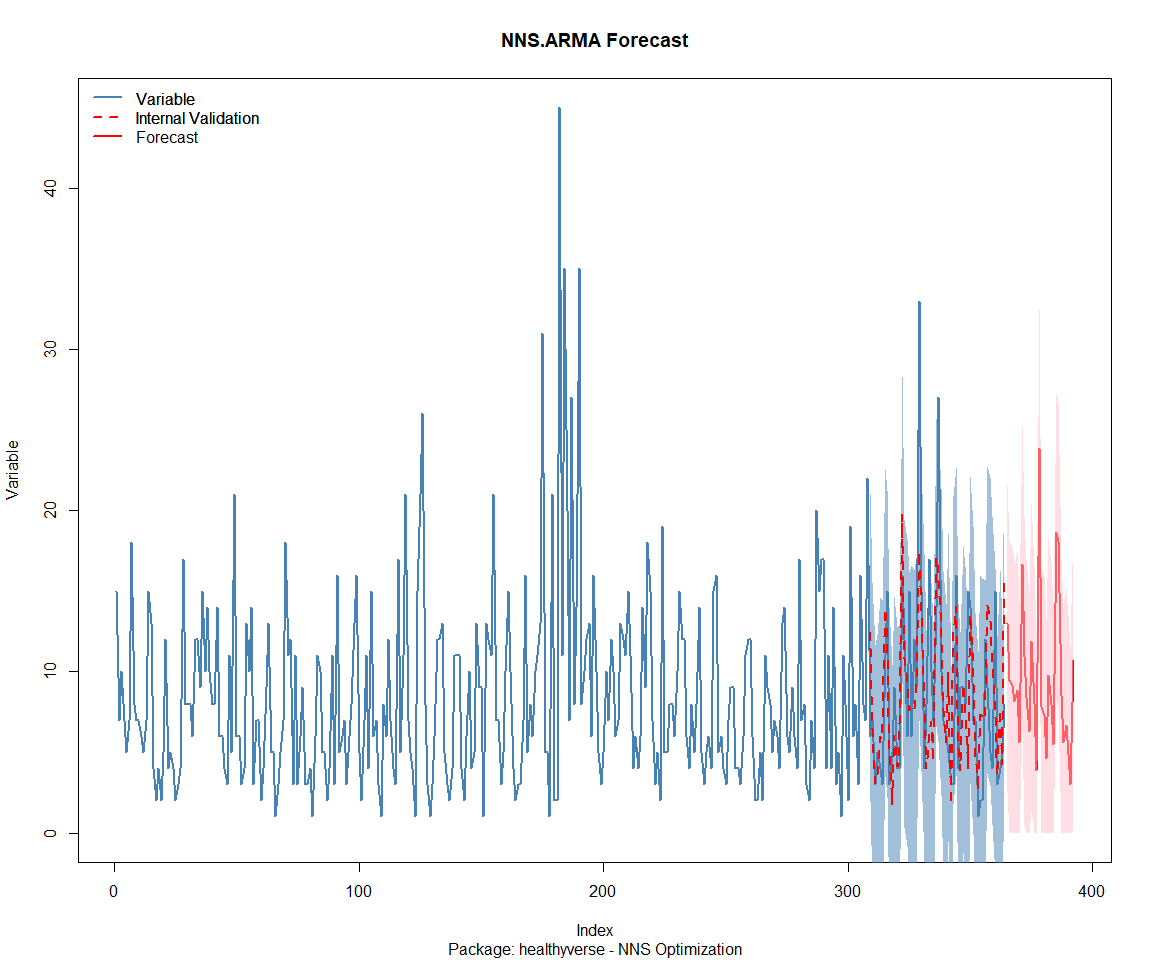 NNS.ARMA Forecast
Variable
Internal Validation
Forecast
Variable
40
30
20
10
0
0
100
200
300
400
Index
Package: healthyverse - NNS Optimization